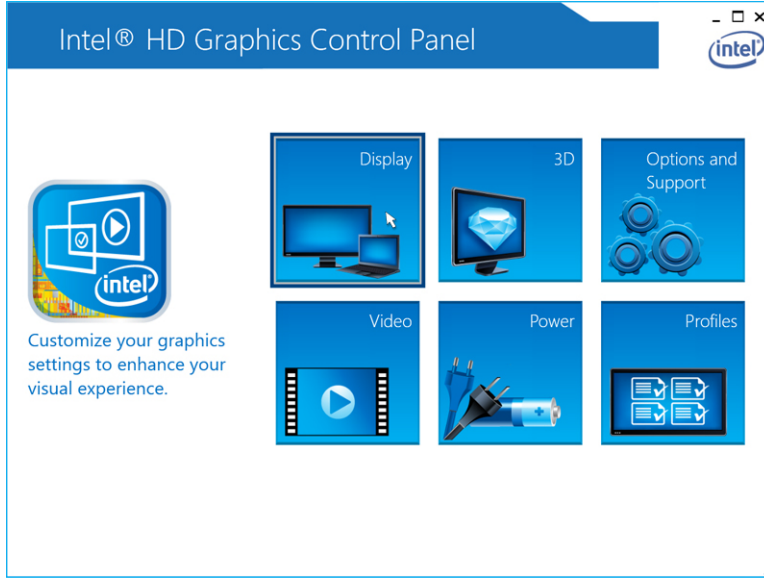 Intel® HD Graphics Control Panel
intel
Display
3D
Options and
Support
intel
Customize your graphics
settings to enhance your
visual experience.
Video
Power
Profiles